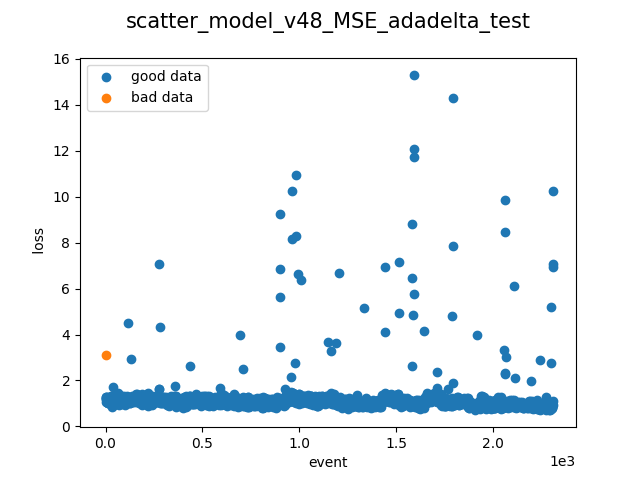 scatter_model_v48_MSE_adadelta_test
good data
bad data
16
14
12
10
8
6
4
2
0
loss
0.0 0.5 1.0 1.5 2.0
1e3
event